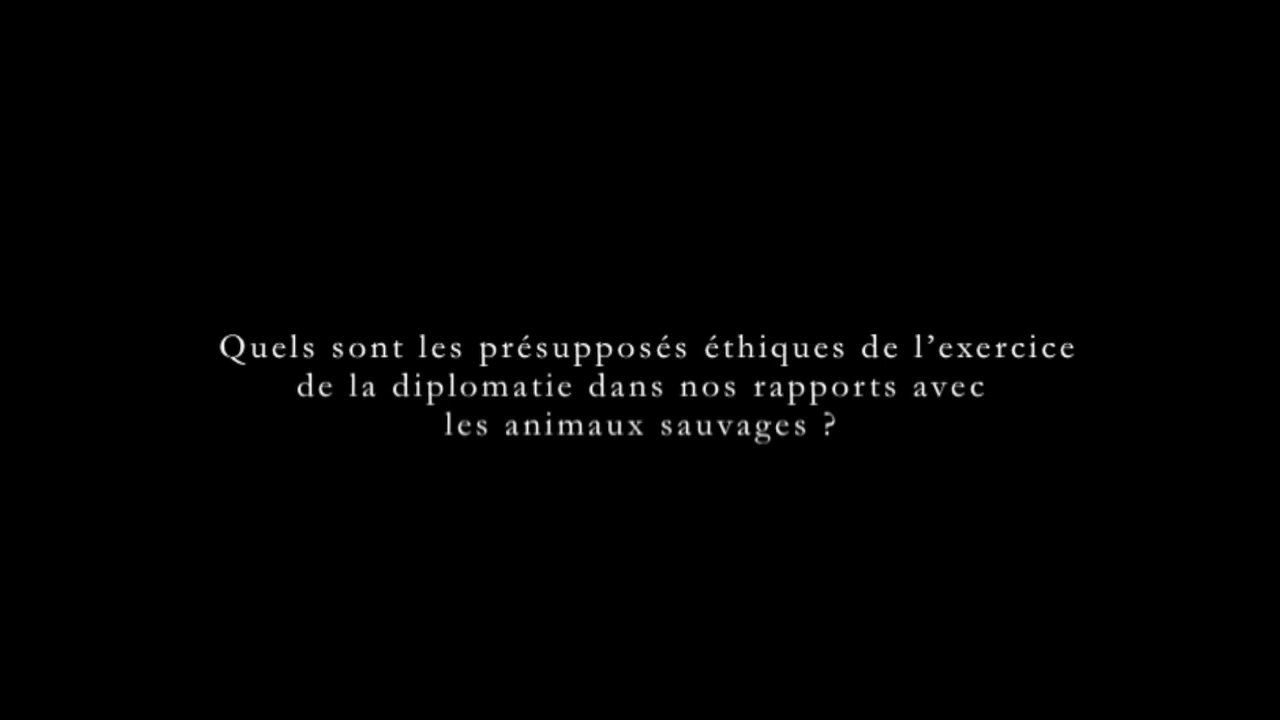 Quels sont les présupposés éthiques de l’exercice
de la diplomatie dans nos rapports avec
les animaux sauvages ?